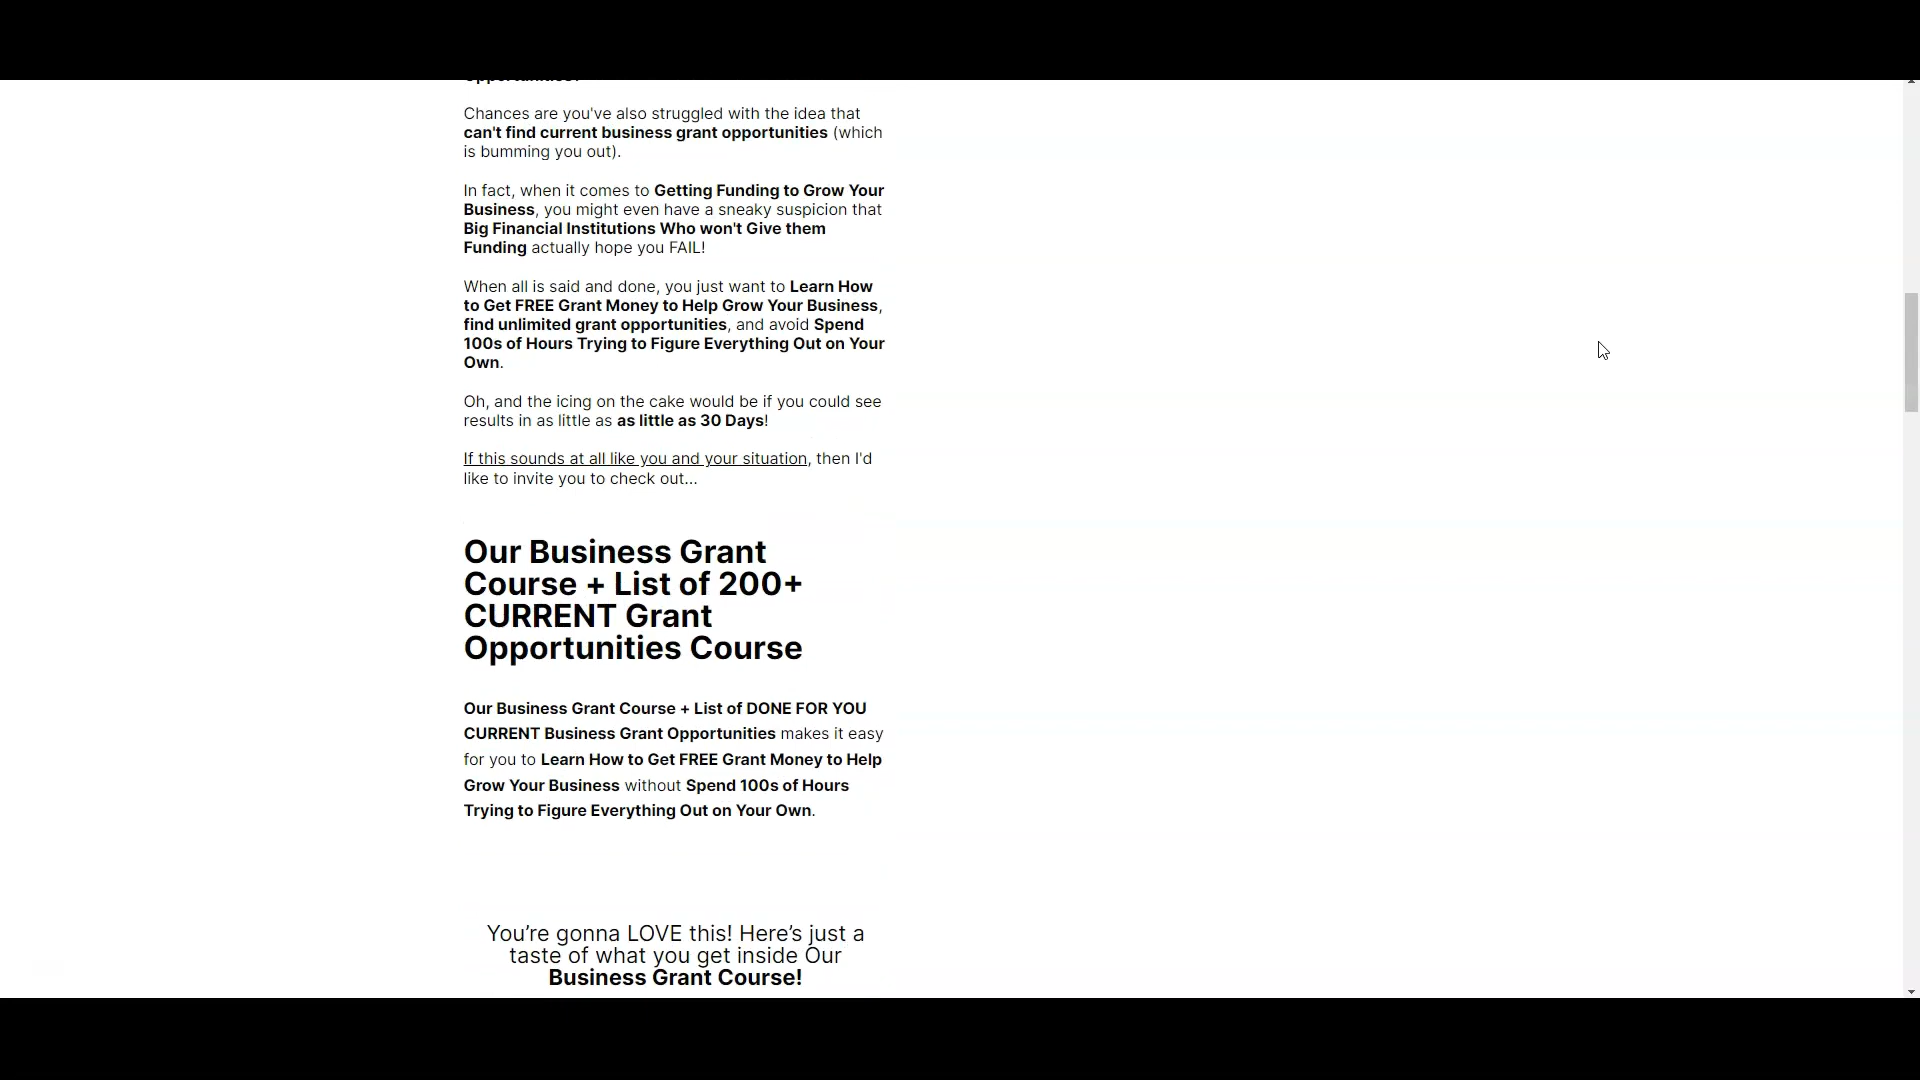 Chances are you've also struggled with the idea that
can't find current business grant opportunities (which
is bumming you out).
In fact, when it comes to Getting Funding to Grow Your
Business, you might even have a sneaky suspicion that
Big Financial Institutions Who won't Give them
Funding actually hope you FAIL!
When all is said and done, you just want to Learn How
to Get FREE Grant Money to Help Grow Your Business,
find unlimited grant opportunities, and avoid Spend
100s of Hours Trying to Figure Everything Out on Your
Own.
Oh, and the icing on the cake would be if you could see
results in as little as as little as 30 Days!
If this sounds at all like you and your situation, then I'd
like to invite you to check out...
Our Business Grant
Course + List of 200+
CURRENT Grant
Opportunities Course
Our Business Grant Course + List of DONE FOR YOU
CURRENT Business Grant Opportunities makes it easy
for you to Learn How to Get FREE Grant Money to Help
Grow Your Business without Spend 100s of Hours
Trying to Figure Everything Out on Your Own.
You’re gonna LOVE this! Here’s just a
taste of what you get inside Our
Business Grant Course!